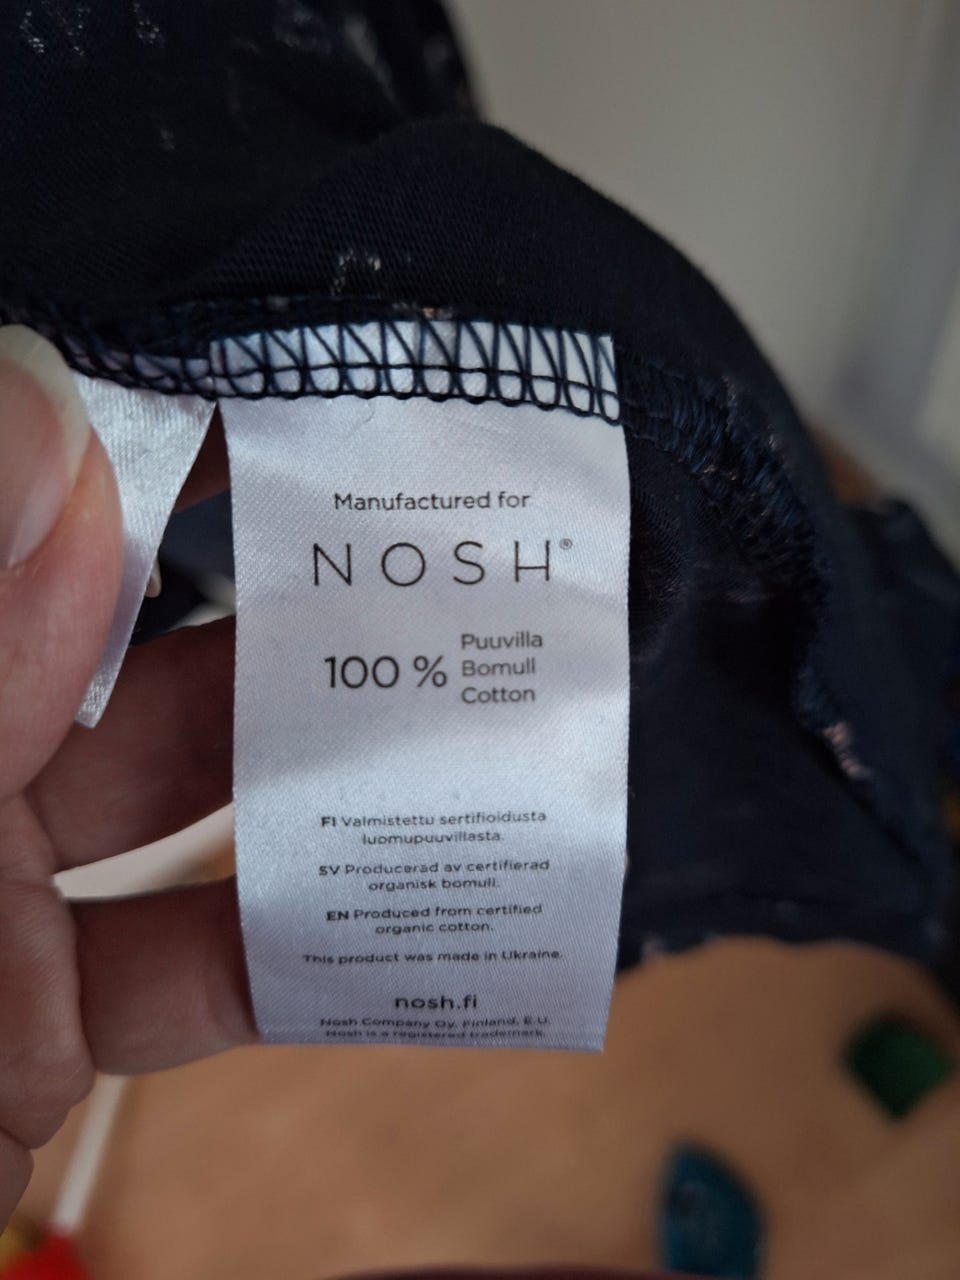 Manufactured for
NOSH®
100 % Puuvilla
Bomull
Cotton
FI Valmistettu sertifioidusta
luomupuuvillasta.
SV Producerad av certifierad
organisk bomull.
EN Produced from certified
organic cotton.
This product was made in Ukraine.
nosh.fi
Nosh Company Oy, Finland, E.U.
Nosh is a registered trademark.